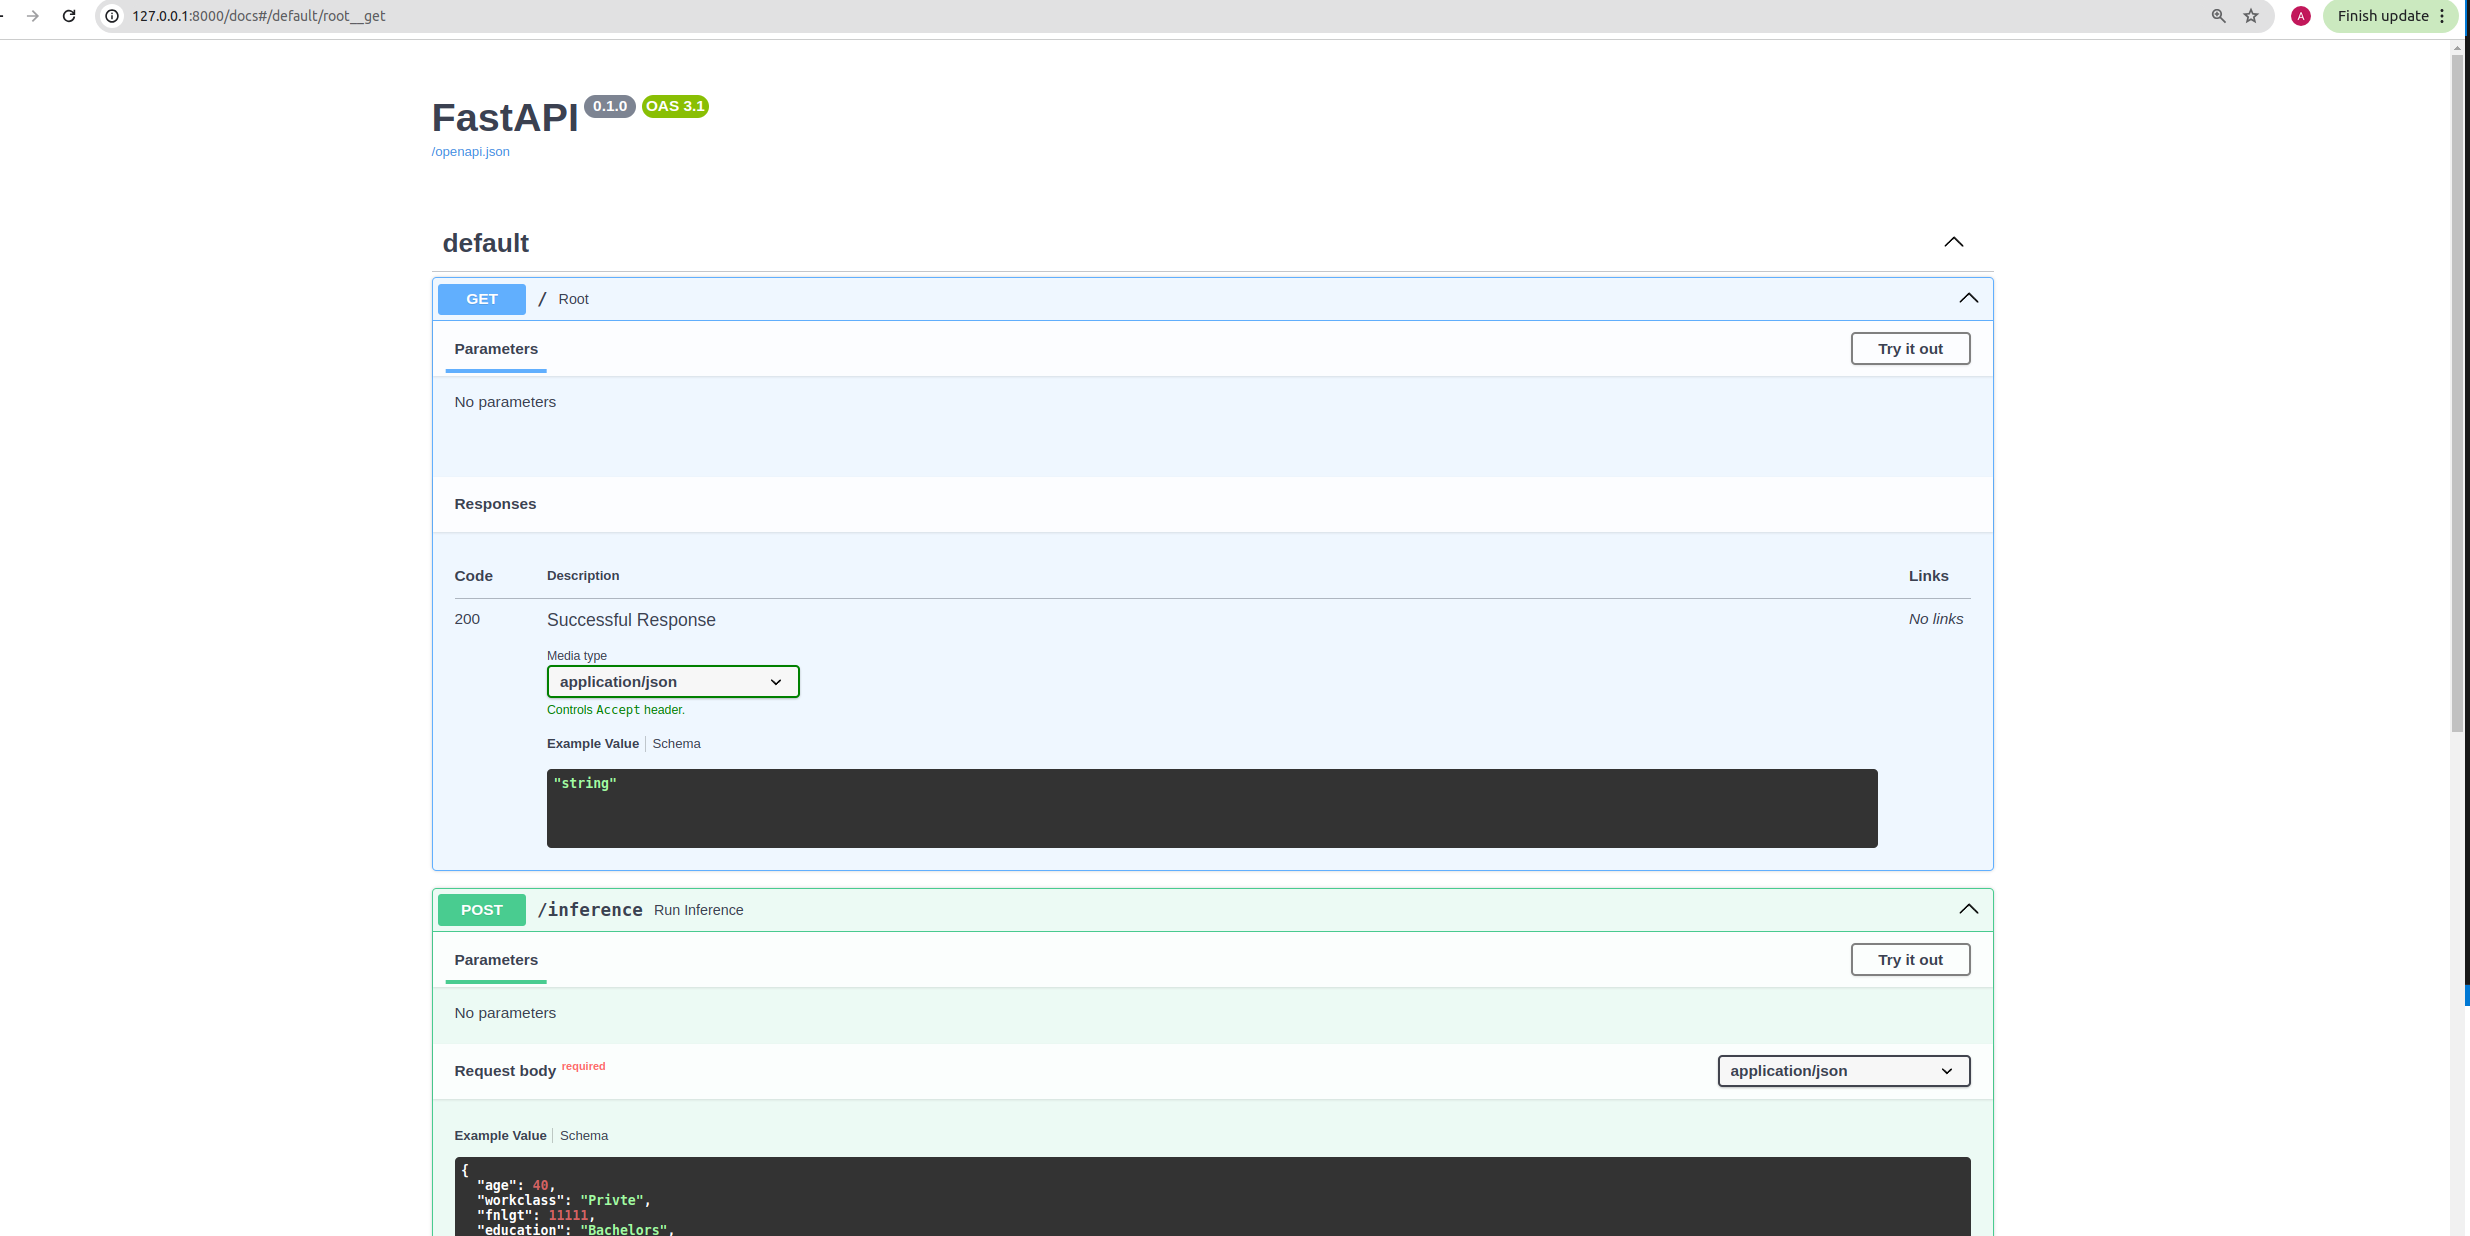 127.0.0.1:8000/docs#/default/root__get
A
Finish update
FastAPI 0.1.0 OAS 3.1
/openapi.json
default
GET / Root
Parameters Try it out
No parameters
Responses
Code Description Links
200 Successful Response No links
Media type
application/json
Controls Accept header.
Example Value Schema
"string"
POST /inference Run Inference
Parameters Try it out
No parameters
Request body required application/json
Example Value Schema
{
"age": 40,
"workclass": "Privte",
"fnlgt": 11111,
"education": "Bachelors",